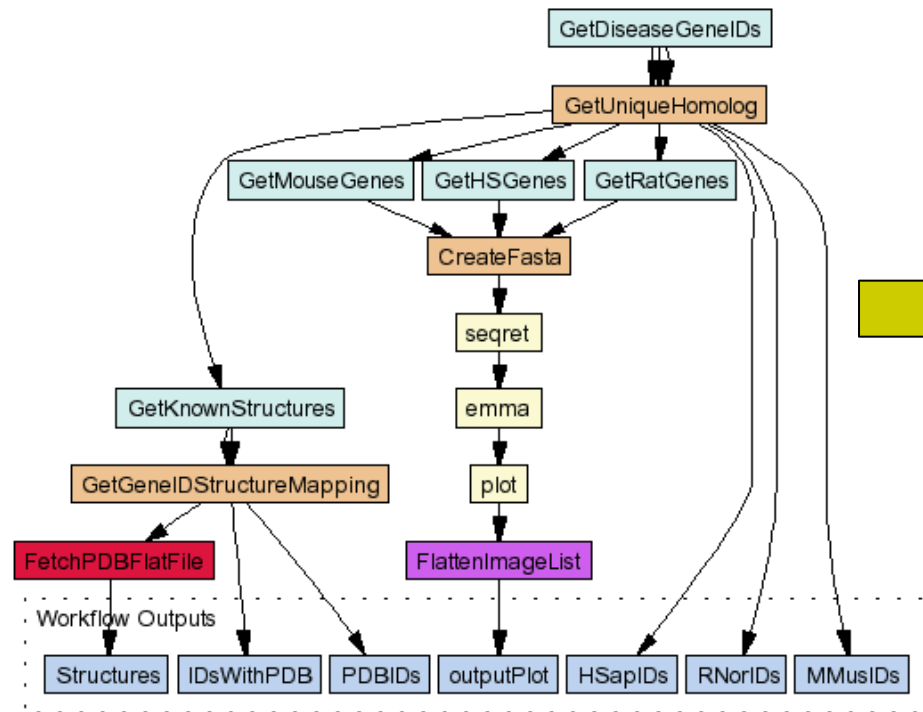 GetDiseaseGeneIDs
GetUniqueHomolog
GetMouseGenes GetHSGenes GetRatGenes
CreateFasta
seqret
GetKnownStructures emma
GetGeneIDStructureMapping plot
FetchPDBFlatFile FlattenImageList
Workflow Outputs
Structures IDsWithPDB PDBIDs outputPlot HSapIDs RNorIDs MMusIDs